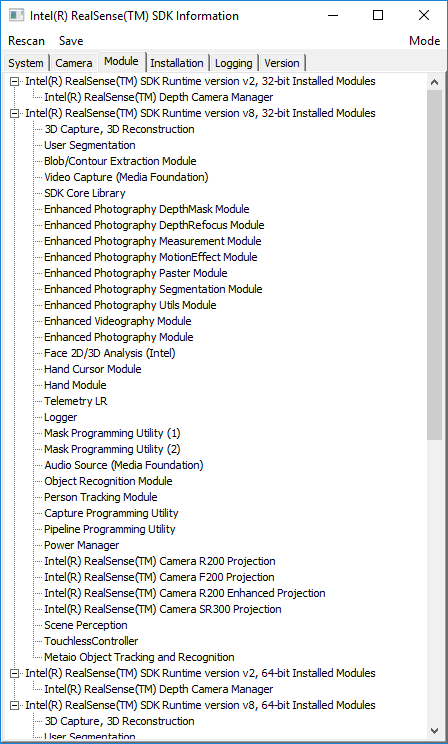 Intel(R) RealSense(TM) SDK Information
Rescan Save Mode
System Camera Module Installation Logging Version
Intel(R) RealSense(TM) SDK Runtime version v2, 32-bit Installed Modules
Intel(R) RealSense(TM) Depth Camera Manager
Intel(R) RealSense(TM) SDK Runtime version v8, 32-bit Installed Modules
3D Capture, 3D Reconstruction
User Segmentation
Blob/Contour Extraction Module
Video Capture (Media Foundation)
SDK Core Library
Enhanced Photography DepthMask Module
Enhanced Photography DepthRefocus Module
Enhanced Photography Measurement Module
Enhanced Photography MotionEffect Module
Enhanced Photography Paster Module
Enhanced Photography Segmentation Module
Enhanced Photography Utils Module
Enhanced Videography Module
Enhanced Photography Module
Face 2D/3D Analysis (Intel)
Hand Cursor Module
Hand Module
Telemetry LR
Logger
Mask Programming Utility (1)
Mask Programming Utility (2)
Audio Source (Media Foundation)
Object Recognition Module
Person Tracking Module
Capture Programming Utility
Pipeline Programming Utility
Power Manager
Intel(R) RealSense(TM) Camera R200 Projection
Intel(R) RealSense(TM) Camera F200 Projection
Intel(R) RealSense(TM) Camera R200 Enhanced Projection
Intel(R) RealSense(TM) Camera SR300 Projection
Scene Perception
TouchlessController
Metaio Object Tracking and Recognition
Intel(R) RealSense(TM) SDK Runtime version v2, 64-bit Installed Modules
Intel(R) RealSense(TM) Depth Camera Manager
Intel(R) RealSense(TM) SDK Runtime version v8, 64-bit Installed Modules
3D Capture, 3D Reconstruction
User Segmentation